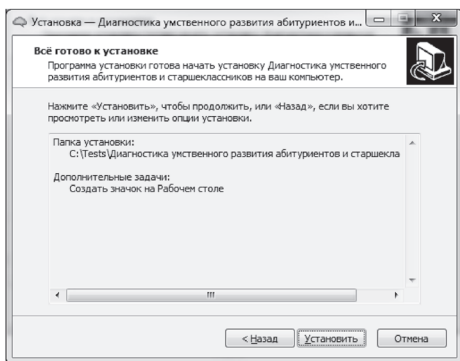 Установка — Диагностика умственного развития абитуриентов и...
Всё готово к установке
Программа установки готова начать установку Диагностика умственного
развития абитуриентов и старшеклассников на ваш компьютер.
Нажмите «Установить», чтобы продолжить, или «Назад», если вы хотите
просмотреть или изменить опции установки.
Папка установки:
C:\Tests\Диагностика умственного развития абитуриентов и старшекла
Дополнительные задачи:
Создать значок на Рабочем столе
< Назад
Установить
Отмена